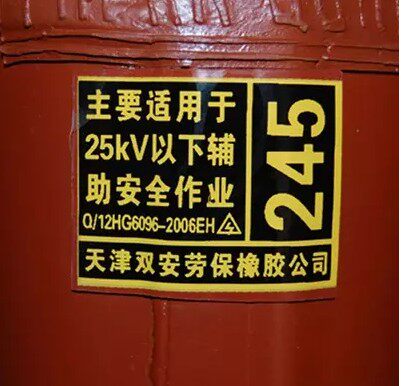 主要适用于
25kV以下辅
助安全作业
Q/12HG6096-2006EH
245
天津双安劳保橡胶公司